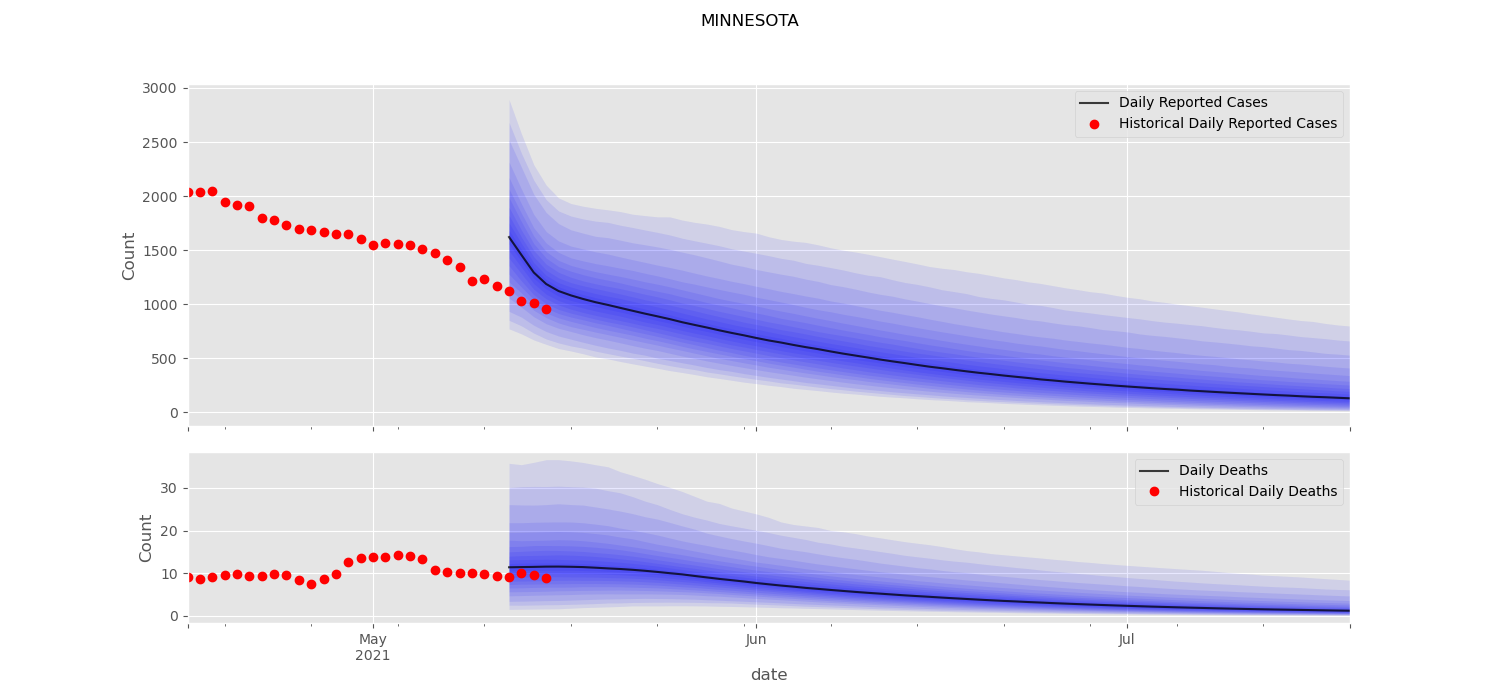 MINNESOTA
3000
2500
2000
1500
1000
500
0
Count
Daily Reported Cases
Historical Daily Reported Cases
30
20
10
0
Count
Daily Deaths
Historical Daily Deaths
May
2021
Jun
Jul
date